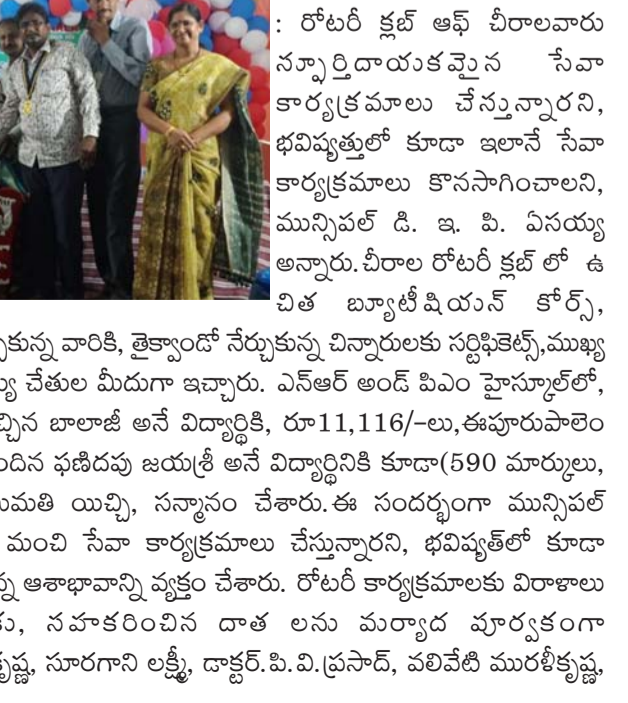 : రోటరీ క్లబ్ ఆఫ్ చీరాలవారు
స్ఫూర్తిదాయకమైన సేవా
కార్యక్రమాలు చేస్తున్నారని,
భవిష్యత్తులో కూడా ఇలానే సేవా
కార్యక్రమాలు కొనసాగించాలని,
మున్సిపల్ డి. ఇ. పి. ఏసయ్య
అన్నారు.చీరాల రోటరీ క్లబ్ లో ఉ
చిత బ్యూటీషియన్ కోర్స్,
కున్న వారికి, తైక్వాండో నేర్చుకున్న చిన్నారులకు సర్టిఫికెట్స్,ముఖ్య
చేతుల మీదుగా ఇచ్చారు. ఎన్ఆర్ అండ్ పిఎం హైస్కూల్‌లో,
బాలాజీ అనే విద్యార్థికి, రూ11,116/-లు,ఈపూరుపాలెం
ఫణిదపు జయశ్రీ అనే విద్యార్థినికి కూడా(590 మార్కులు,
యిచ్చి, సన్మానం చేశారు.ఈ సందర్భంగా మున్సిపల్
మంచి సేవా కార్యక్రమాలు చేస్తున్నారని, భవిష్యత్‌లో కూడా
ఆశాభావాన్ని వ్యక్తం చేశారు. రోటరీ కార్యక్రమాలకు విరాళాలు
సహకరించిన దాత లను మర్యాద పూర్వకంగా
సూరగాని లక్ష్మీ, డాక్టర్.పి.వి.ప్రసాద్, వలివేటి మురళీకృష్ణ,